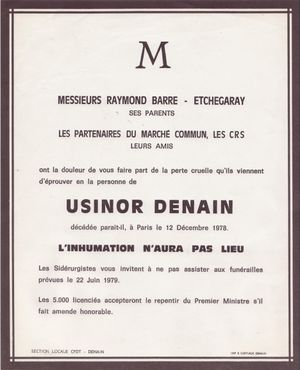 M
MESSIEURS RAYMOND BARRE - ETCHEGARAY
SES PARENTS
LES PARTENAIRES DU MARCHÉ COMMUN, LES CRS
LEURS AMIS
ont la douleur de vous faire part de la perte cruelle qu'ils viennent
d'éprouver en la personne de
USINOR DENAIN
décédée parait-il, à Paris le 12 Décembre 1978.
L'INHUMATION N'AURA PAS LIEU
Les Sidérurgistes vous invitent à ne pas assister aux funérailles
prévues le 22 Juin 1979.
Les 5.000 licenciés accepteront le repentir du Premier Ministre s'il
fait amende honorable.
SECTION LOCALE CFDT - DENAIN